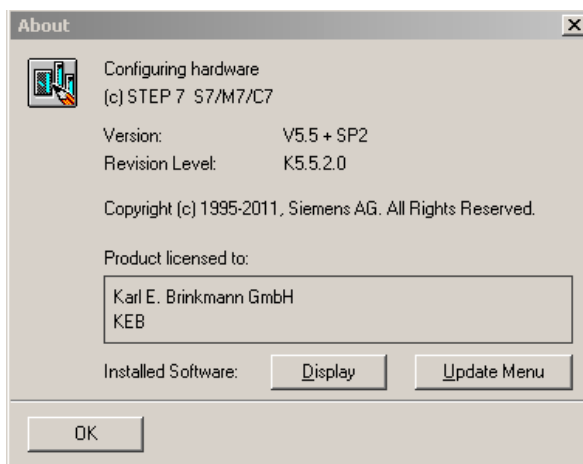 About
Configuring hardware
(c) STEP 7 S7/M7/C7
Version: V5.5 + SP2
Revision Level: K5.5.2.0
Copyright (c) 1995-2011, Siemens AG. All Rights Reserved.
Product licensed to:
Karl E. Brinkmann GmbH
KEB
Installed Software: Display Update Menu
OK